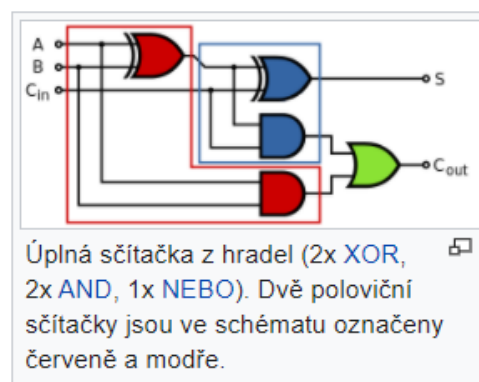 A
B
Cin
S
Cout
Úplná sčítačka z hradel (2x XOR,
2x AND, 1x NEBO). Dvě poloviční
sčítačky jsou ve schématu označeny
červeně a modře.